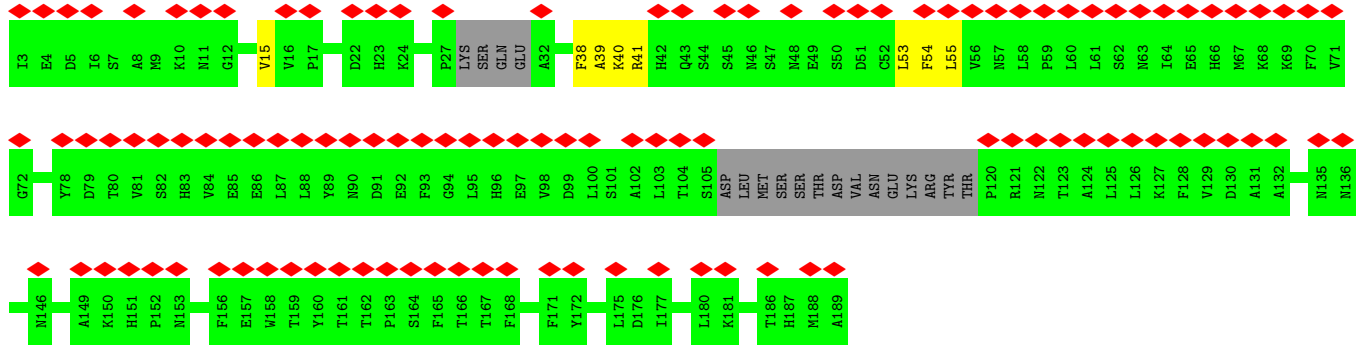 I3 E4 D5 I6 S7 A8 M9 K10 N11 G12 V15 V16 P17 D22 H23 K24 P27 LYS SER GLN GLU A32 F38 A39 K40 R41 H42 Q43 S44 S45 N46 S47 N48 E49 S50 D51 C52 L53 F54 L55 V56 N57 L58 P59 L60 L61 S62 N63 I64 E65 H66 M67 K68 K69 F70 V71
G72 Y78 D79 T80 V81 S82 H83 V84 E85 E86 L87 L88 Y89 N90 D91 E92 F93 G94 L95 H96 E97 V98 D99 L100 S101 A102 L103 T104 S105 ASP LEU MET SER SER THR ASP VAL ASN GLU LYS ARG TYR THR P120 R121 N122 T123 A124 L125 L126 K127 F128 V129 D130 A131 A132 N135 N136
N146 A149 K150 H151 P152 N153 F156 E157 W158 T159 Y160 T161 T162 P163 S164 F165 T166 T167 F168 F171 Y172 L175 D176 I177 L180 K181 T186 H187 M188 A189